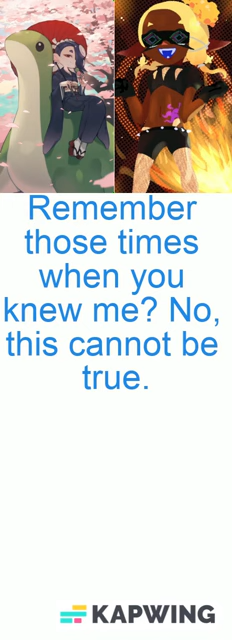 Remember
those times
when you
knew me? No,
this cannot be
true.
KAPWING